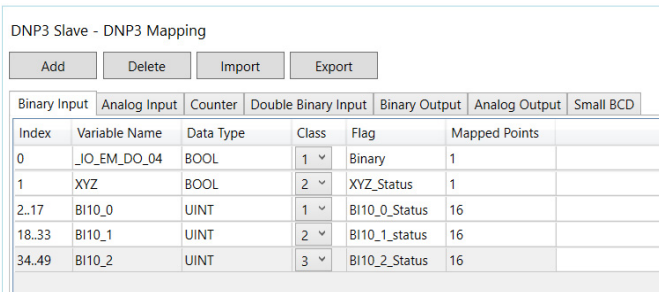 DNP3 Slave - DNP3 Mapping
Add Delete Import Export
Binary Input Analog Input Counter Double Binary Input Binary Output Analog Output Small BCD
Index Variable Name Data Type Class Flag Mapped Points
0 _IO_EM_DO_04 BOOL 1 Binary 1
1 XYZ BOOL 2 XYZ_Status 1
2..17 BI10_0 UINT 1 BI10_0_Status 16
18..33 BI10_1 UINT 2 BI10_1_status 16
34..49 BI10_2 UINT 3 BI10_2_Status 16